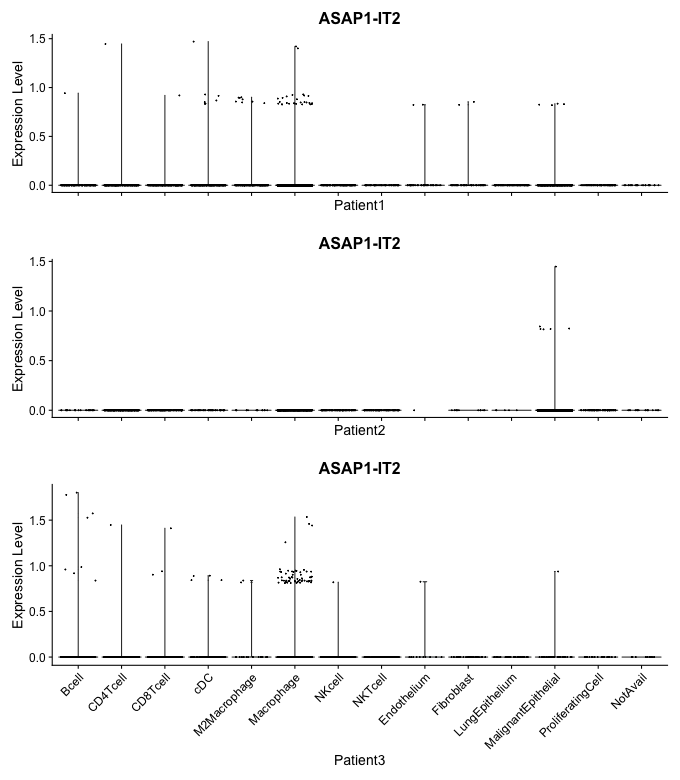 ASAP1-IT2
Expression Level
1.5
1.0
0.5
0.0
Patient1
ASAP1-IT2
Expression Level
1.5
1.0
0.5
0.0
Patient2
ASAP1-IT2
Expression Level
1.5
1.0
0.5
0.0
Bcell
CD4Tcell
CD8Tcell
cDC
M2Macrophage
Macrophage
NKcell
NKTcell
Endothelium
Fibroblast
LungEpithelium
MalignantEpithelial
ProliferatingCell
NotAvail
Patient3